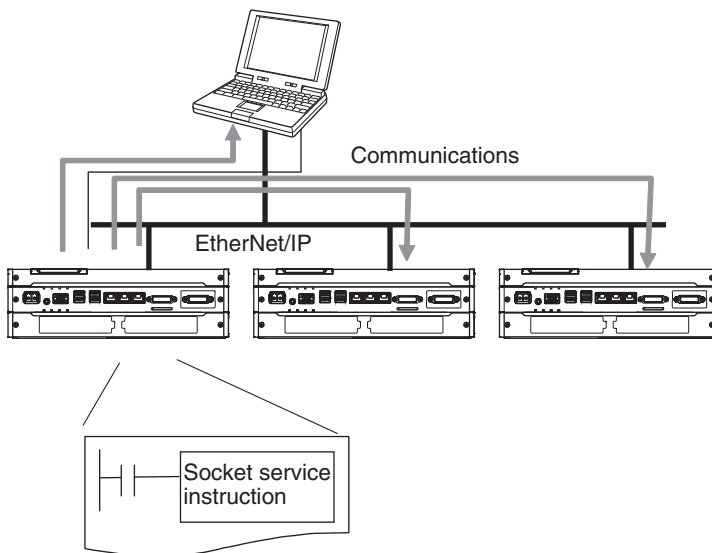 Communications
EtherNet/IP
Socket service
instruction